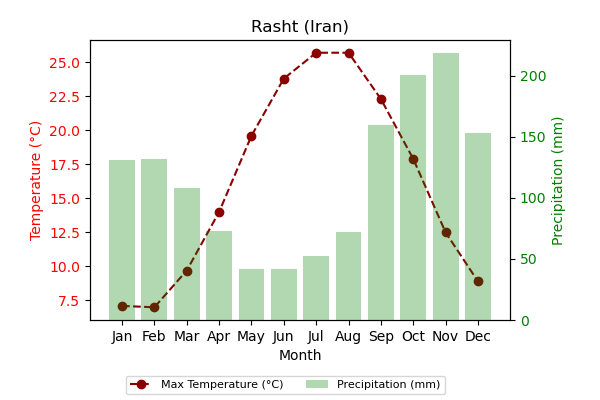 Rasht (Iran)
25.0
22.5
20.0
17.5
15.0
12.5
10.0
7.5
Temperature (°C)
200
150
100
50
0
Precipitation (mm)
Jan Feb Mar Apr May Jun Jul Aug Sep Oct Nov Dec
Month
Max Temperature (°C) Precipitation (mm)